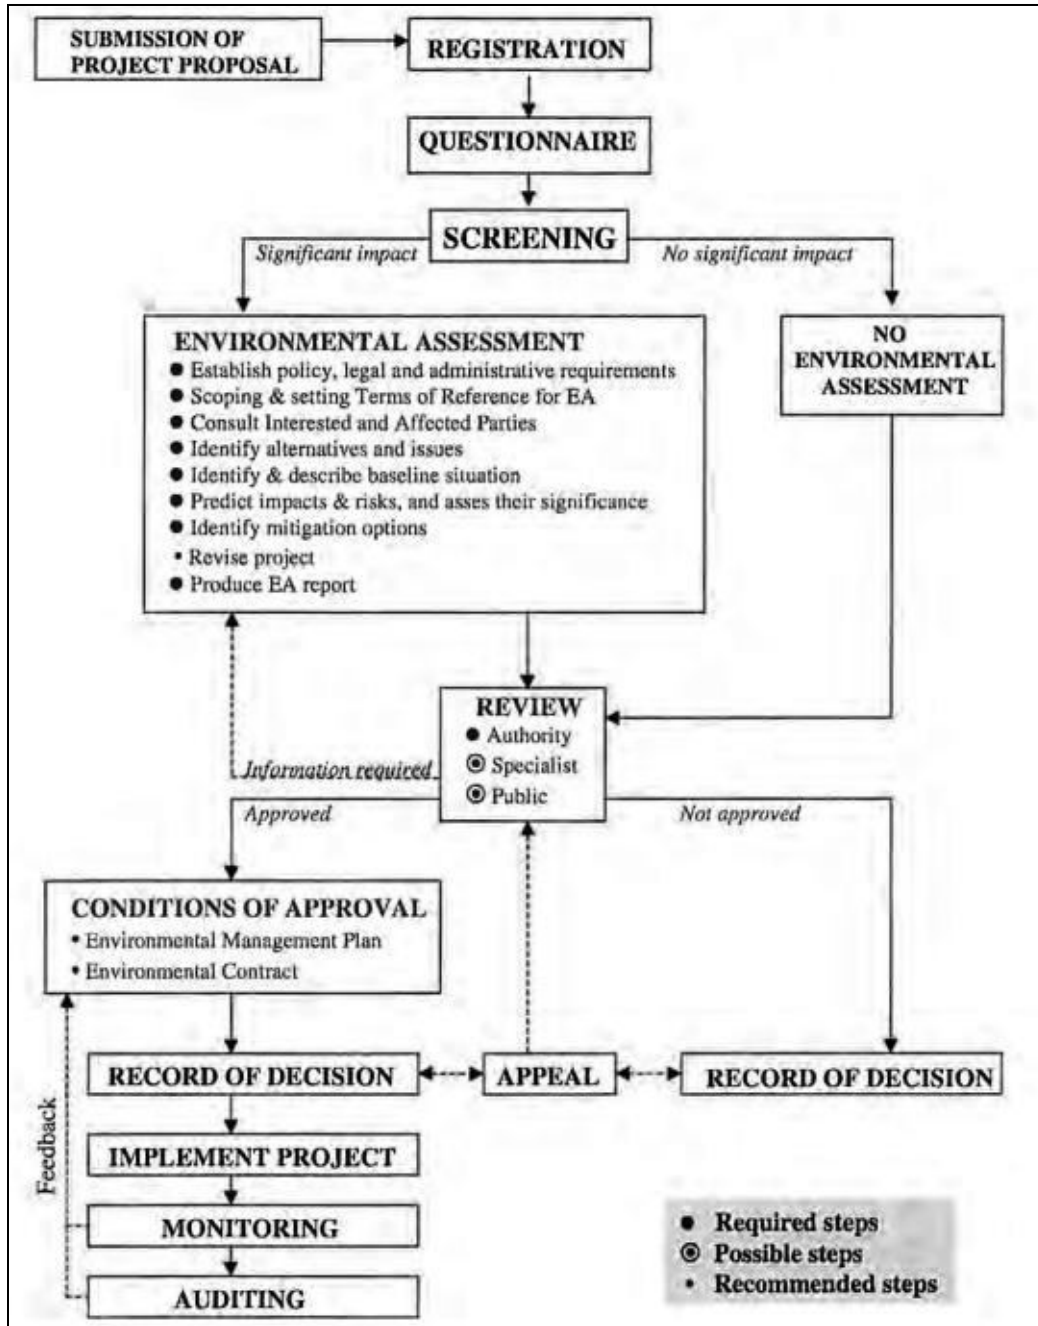 SUBMISSION OF
PROJECT PROPOSAL
REGISTRATION
QUESTIONNAIRE
SCREENING
Significant impact
No significant impact
ENVIRONMENTAL ASSESSMENT
● Establish policy, legal and administrative requirements
● Scoping & setting Terms of Reference for EA
● Consult Interested and Affected Parties
● Identify alternatives and issues
● Identify & describe baseline situation
● Predict impacts & risks, and asses their significance
● Identify mitigation options
• Revise project
● Produce EA report
NO
ENVIRONMENTAL
ASSESSMENT
REVIEW
● Authority
◉ Specialist
◉ Public
Information required
Approved
Not approved
CONDITIONS OF APPROVAL
• Environmental Management Plan
• Environmental Contract
RECORD OF DECISION
APPEAL
RECORD OF DECISION
Feedback
IMPLEMENT PROJECT
MONITORING
AUDITING
● Required steps
◉ Possible steps
• Recommended steps